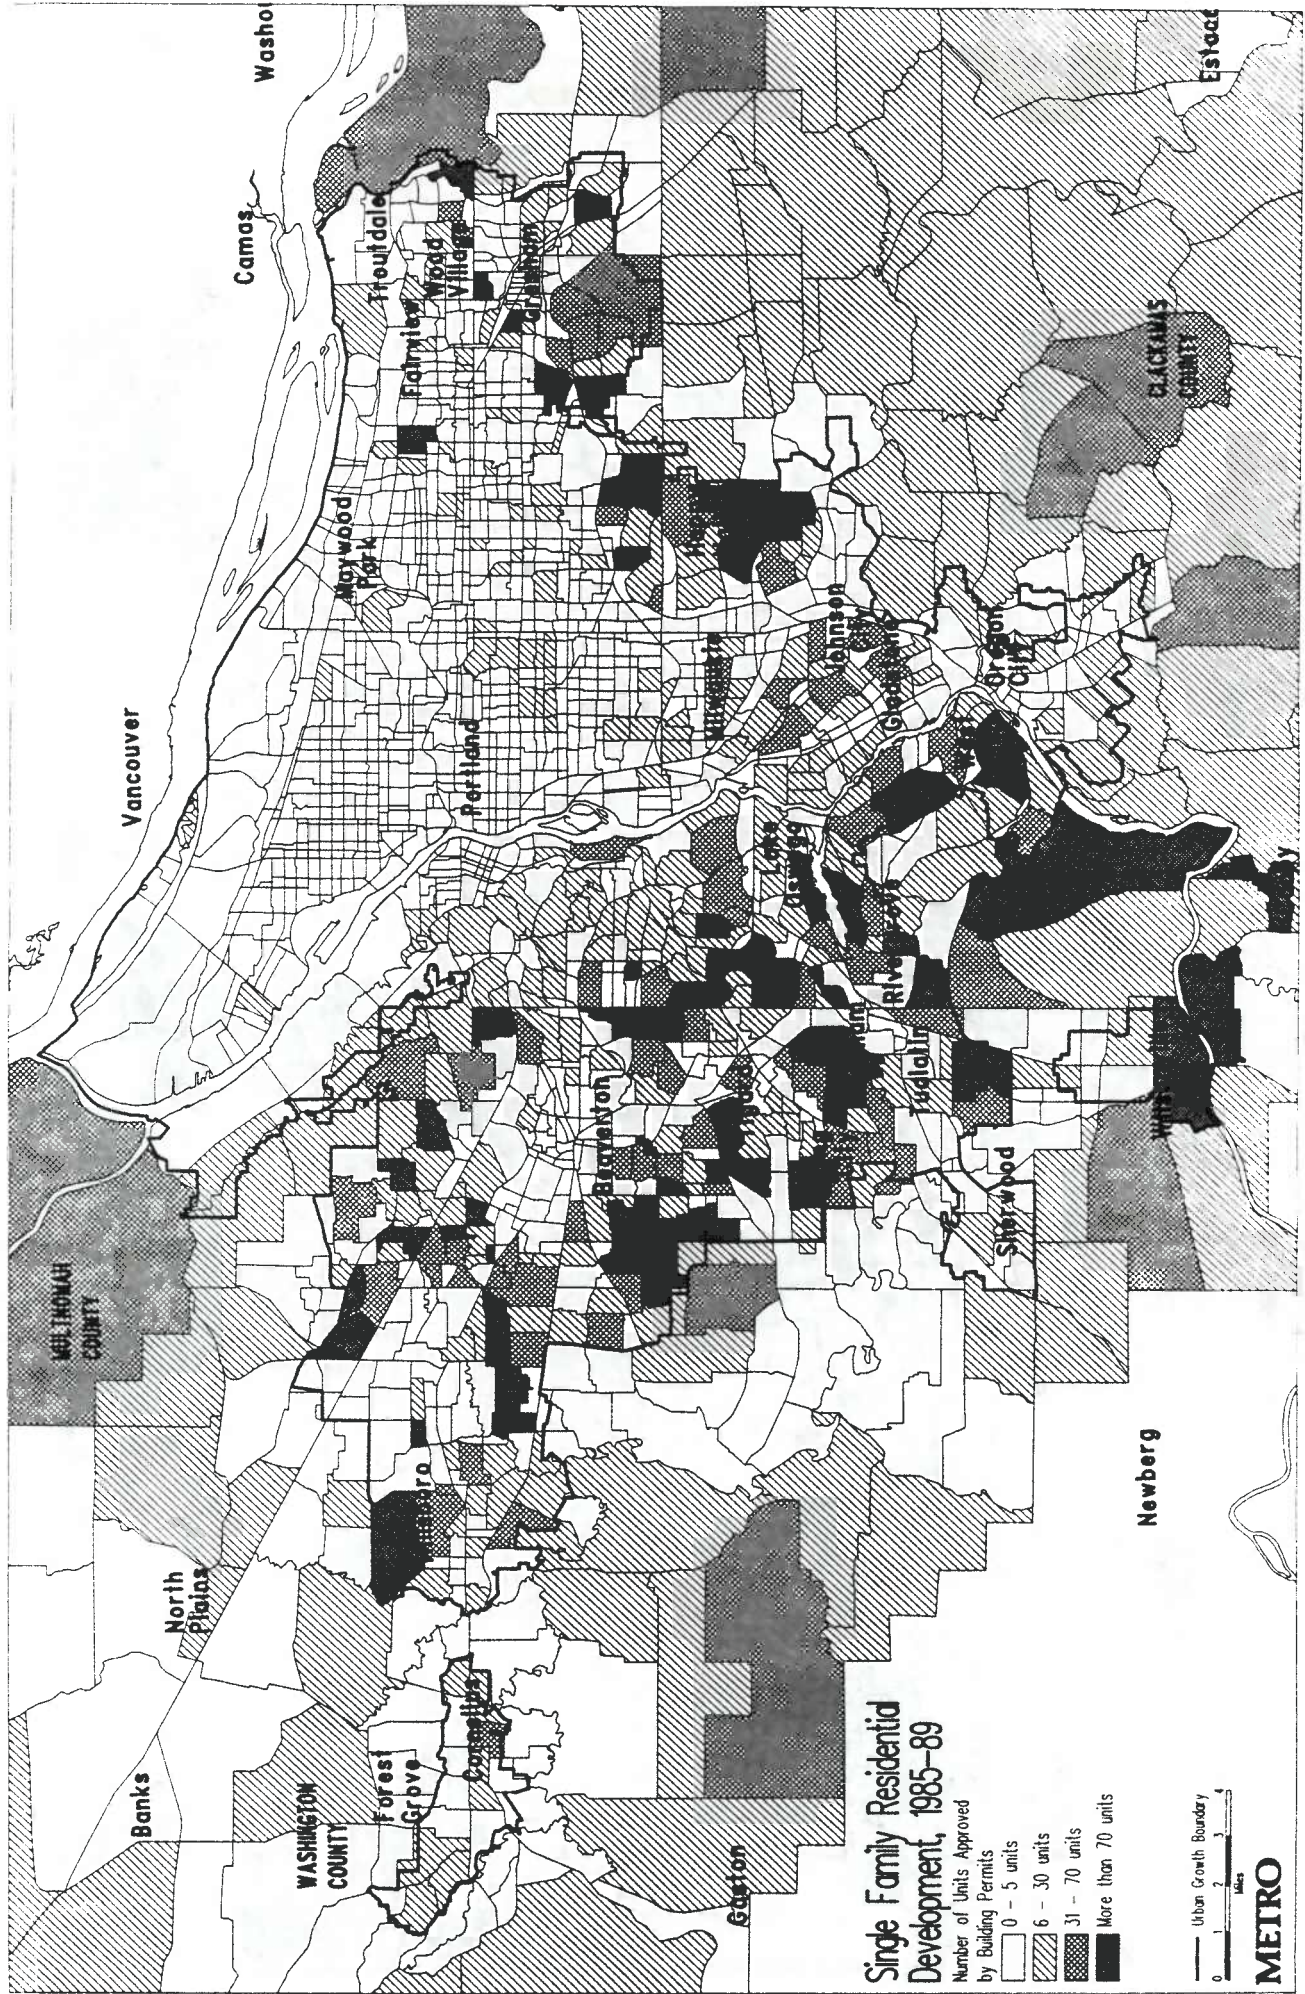 Single Family Residential
Development, 1985-89
Number of Units Approved
by Building Permits
0 - 5 units
6 - 30 units
31 - 70 units
More than 70 units
Urban Growth Boundary
0 1 2 3 4
Miles
METRO
Banks
North
Plains
WASHINGTON
COUNTY
Forest
Grove
Cornelius
Gaston
MULTNOMAH
COUNTY
Vancouver
Camas
Washou
Portland
Maywood
Park
Fairview
Troutdale
Wood
Village
Gresham
Beaverton
Tigard
Milwaukie
Lake
Oswego
Johnson
City
Gladstone
Oregon
City
West
Rivergrove
Tualatin
Sherwood
Newberg
CLACKAMAS
COUNTY
Estac